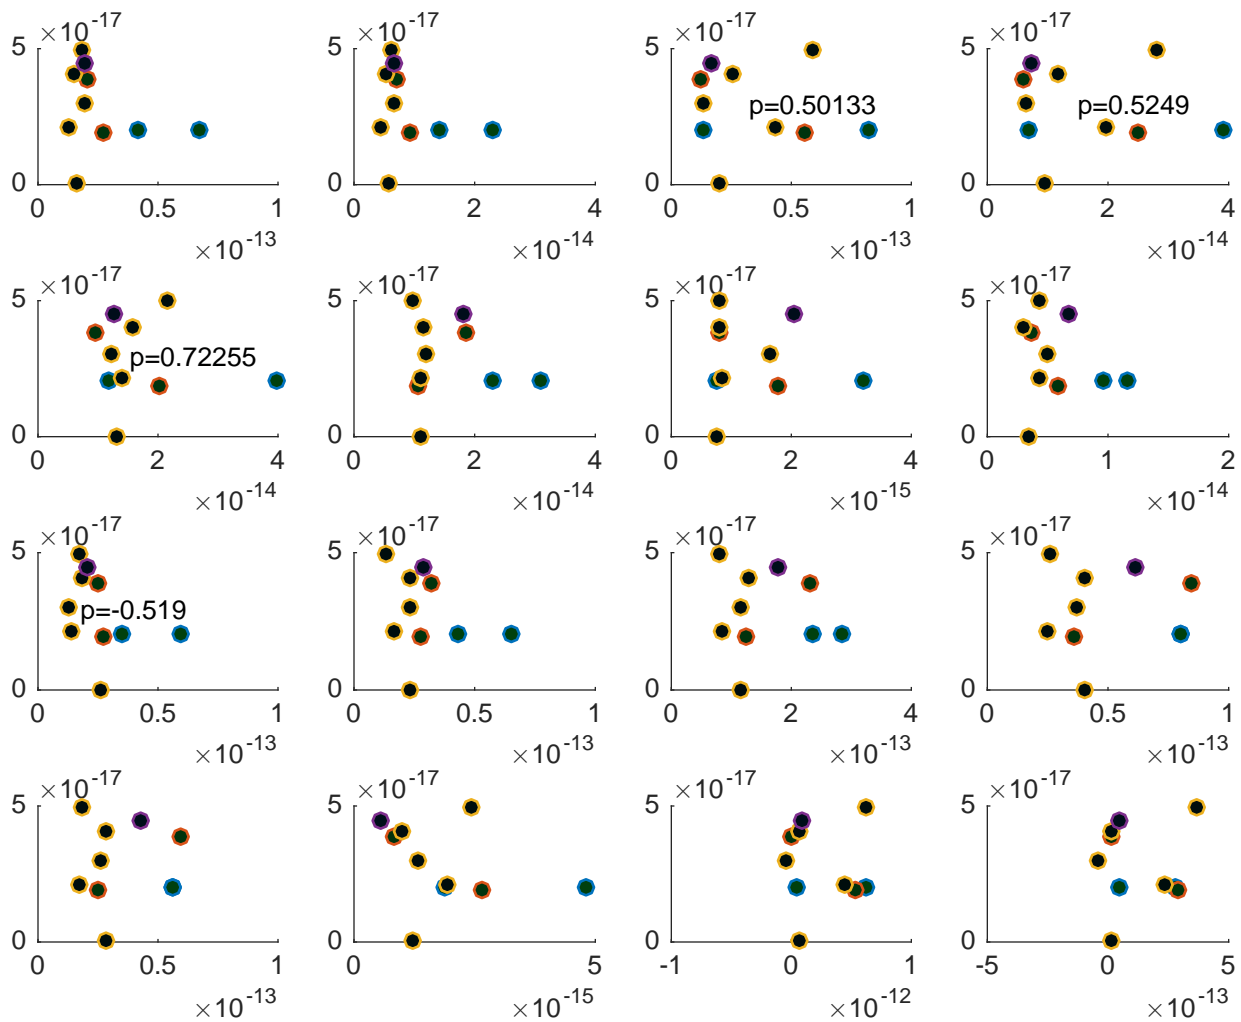 ×10-17 ×10-17 ×10-17 ×10-17
5 5 5 5
p=0.50133 p=0.5249
0 0 0 0
0 0.5 1 0 2 4 0 0.5 1 0 2 4
×10-13 ×10-14 ×10-13 ×10-14
×10-17 ×10-17 ×10-17 ×10-17
5 5 5 5
p=0.72255
0 0 0 0
0 2 4 0 2 4 0 2 4 0 1 2
×10-14 ×10-14 ×10-15 ×10-14
×10-17 ×10-17 ×10-17 ×10-17
5 5 5 5
p=-0.519
0 0 0 0
0 0.5 1 0 0.5 1 0 2 4 0 0.5 1
×10-13 ×10-13 ×10-13 ×10-13
×10-17 ×10-17 ×10-17 ×10-17
5 5 5 5
0 0 0 0
0 0.5 1 0 5 -1 0 1 -5 0 5
×10-13 ×10-15 ×10-12 ×10-13